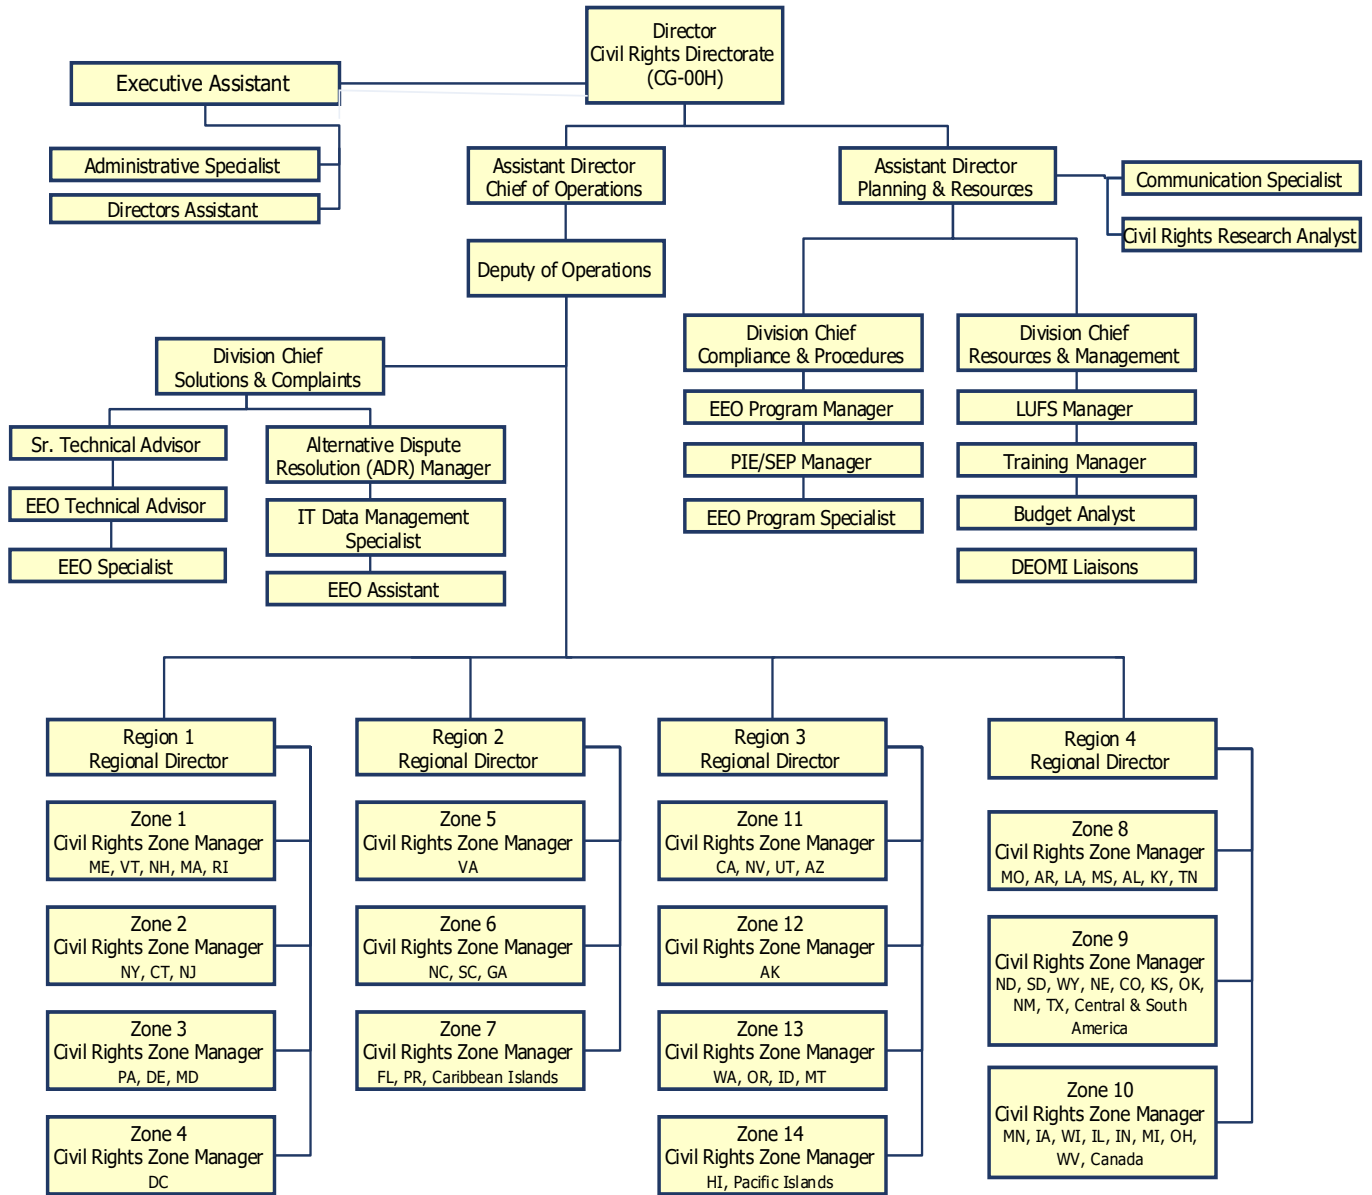 Director
Civil Rights Directorate
(CG-00H)
Executive Assistant
Administrative Specialist
Directors Assistant
Assistant Director
Chief of Operations
Assistant Director
Planning & Resources
Communication Specialist
Civil Rights Research Analyst
Deputy of Operations
Division Chief
Solutions & Complaints
Division Chief
Compliance & Procedures
Division Chief
Resources & Management
Sr. Technical Advisor
EEO Technical Advisor
EEO Specialist
Alternative Dispute
Resolution (ADR) Manager
IT Data Management
Specialist
EEO Assistant
EEO Program Manager
PIE/SEP Manager
EEO Program Specialist
LUFS Manager
Training Manager
Budget Analyst
DEOMI Liaisons
Region 1
Regional Director
Zone 1
Civil Rights Zone Manager
ME, VT, NH, MA, RI
Zone 2
Civil Rights Zone Manager
NY, CT, NJ
Zone 3
Civil Rights Zone Manager
PA, DE, MD
Zone 4
Civil Rights Zone Manager
DC
Region 2
Regional Director
Zone 5
Civil Rights Zone Manager
VA
Zone 6
Civil Rights Zone Manager
NC, SC, GA
Zone 7
Civil Rights Zone Manager
FL, PR, Caribbean Islands
Region 3
Regional Director
Zone 11
Civil Rights Zone Manager
CA, NV, UT, AZ
Zone 12
Civil Rights Zone Manager
AK
Zone 13
Civil Rights Zone Manager
WA, OR, ID, MT
Zone 14
Civil Rights Zone Manager
HI, Pacific Islands
Region 4
Regional Director
Zone 8
Civil Rights Zone Manager
MO, AR, LA, MS, AL, KY, TN
Zone 9
Civil Rights Zone Manager
ND, SD, WY, NE, CO, KS, OK,
NM, TX, Central & South
America
Zone 10
Civil Rights Zone Manager
MN, IA, WI, IL, IN, MI, OH,
WV, Canada